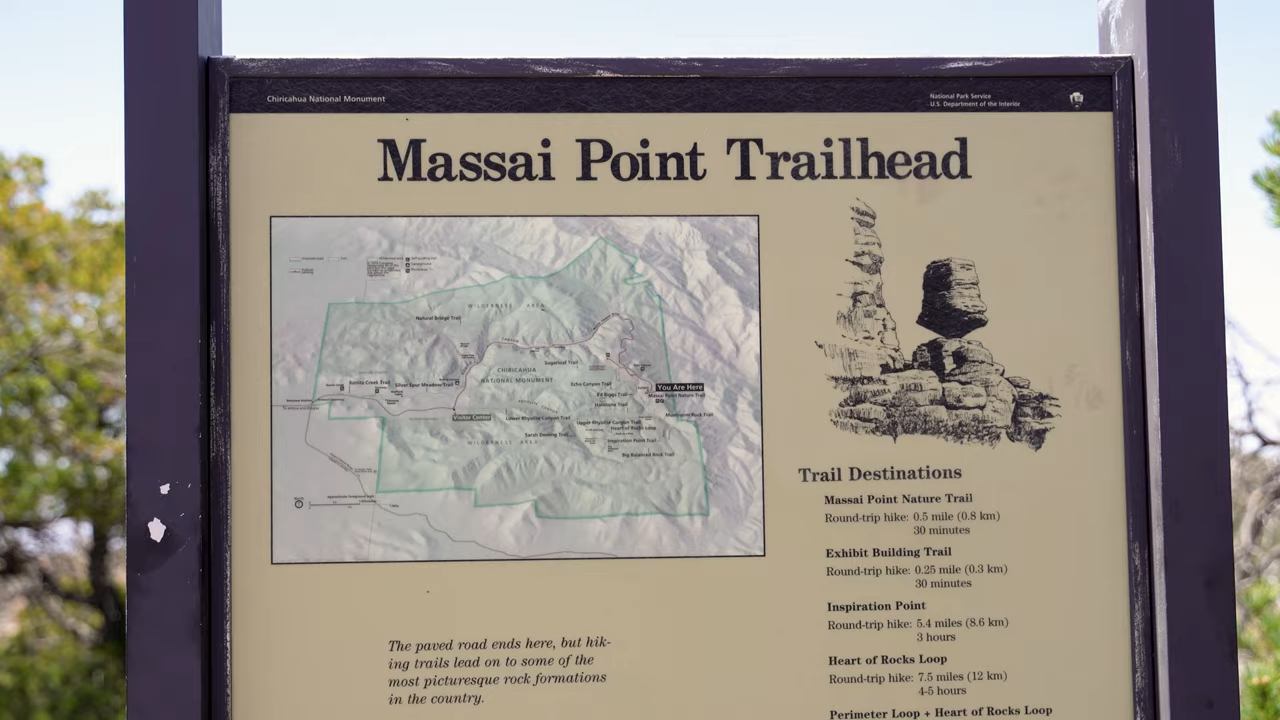 Chiricahua National Monument
National Park Service
U.S. Department of the Interior
Massai Point Trailhead
WILDERNESS AREA
Natural Bridge Trail
Sugarloaf Trail
CHIRICAHUA
NATIONAL MONUMENT
Bonita Creek Trail
Silver Spur Meadow Trail
Echo Canyon Trail
You Are Here
Ed Riggs Trail
Massai Point Nature Trail
Hailstone Trail
Visitor Center
Lower Rhyolite Canyon Trail
Mushroom Rock Trail
Upper Rhyolite Canyon Trail
Heart of Rocks Loop
Sarah Deming Trail
WILDERNESS AREA
Inspiration Point Trail
Big Balanced Rock Trail
Trail Destinations
Massai Point Nature Trail
Round-trip hike: 0.5 mile (0.8 km)
30 minutes
Exhibit Building Trail
Round-trip hike: 0.25 mile (0.3 km)
30 minutes
Inspiration Point
Round-trip hike: 5.4 miles (8.6 km)
3 hours
Heart of Rocks Loop
Round-trip hike: 7.5 miles (12 km)
4-5 hours
Perimeter Loop + Heart of Rocks Loop
The paved road ends here, but hik-
ing trails lead on to some of the
most picturesque rock formations
in the country.